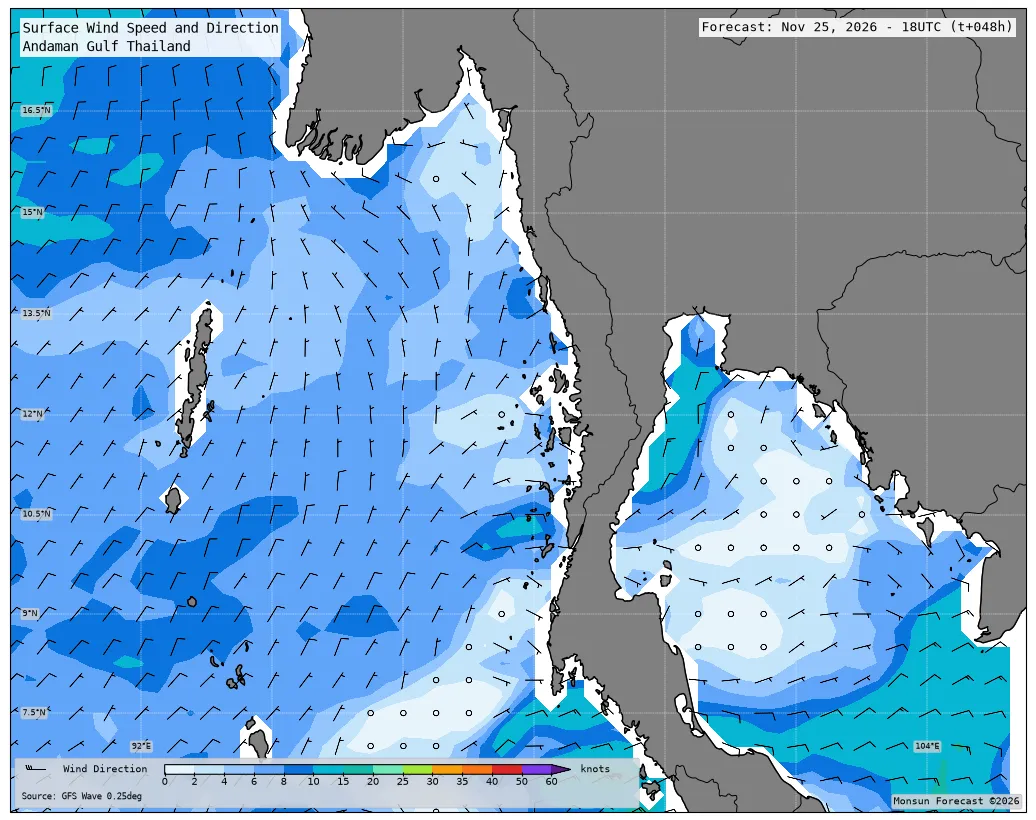 Surface Wind Speed and Direction
Andaman Gulf Thailand
Forecast: Nov 25, 2026 - 18UTC (t+048h)
16.5°N
15°N
13.5°N
12°N
10.5°N
9°N
7.5°N
92°E
104°E
Wind Direction
0 2 4 6 8 10 15 20 25 30 35 40 50 60
knots
Source: GFS Wave 0.25deg
Monsun Forecast ©2026